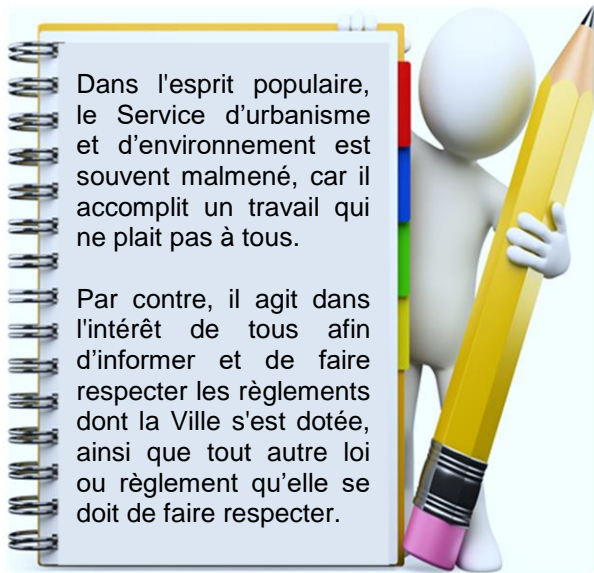 Dans l'esprit populaire,
le Service d’urbanisme
et d’environnement est
souvent malmené, car il
accomplit un travail qui
ne plait pas à tous.
Par contre, il agit dans
l'intérêt de tous afin
d’informer et de faire
respecter les règlements
dont la Ville s'est dotée,
ainsi que tout autre loi
ou règlement qu’elle se
doit de faire respecter.